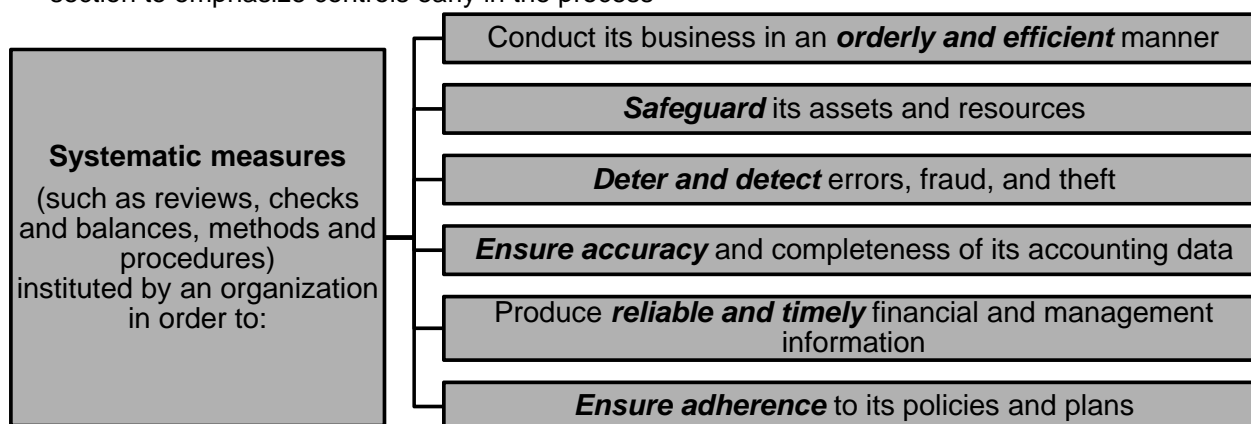 section to emphasize controls early in the process
Systematic measures
(such as reviews, checks
and balances, methods and
procedures)
instituted by an organization
in order to:
Conduct its business in an orderly and efficient manner
Safeguard its assets and resources
Deter and detect errors, fraud, and theft
Ensure accuracy and completeness of its accounting data
Produce reliable and timely financial and management
information
Ensure adherence to its policies and plans